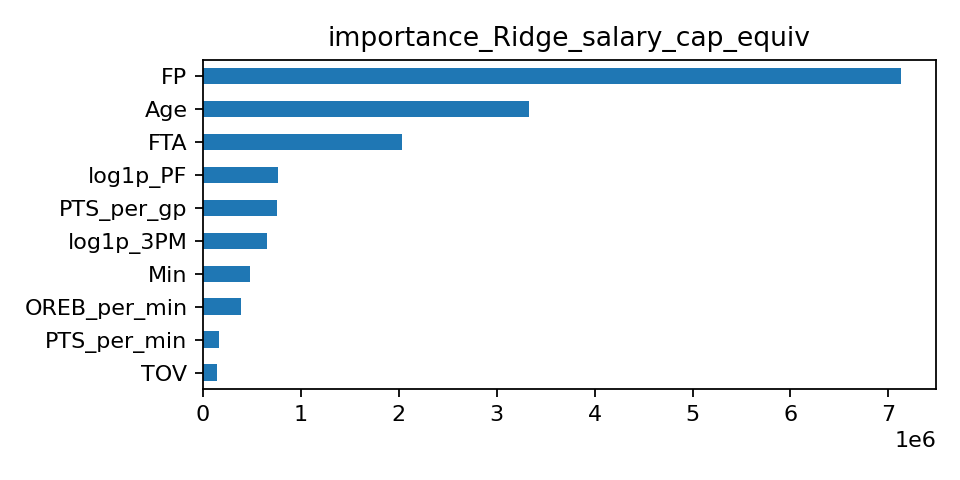 importance_Ridge_salary_cap_equiv
FP
Age
FTA
log1p_PF
PTS_per_gp
log1p_3PM
Min
OREB_per_min
PTS_per_min
TOV
0 1 2 3 4 5 6 7
1e6